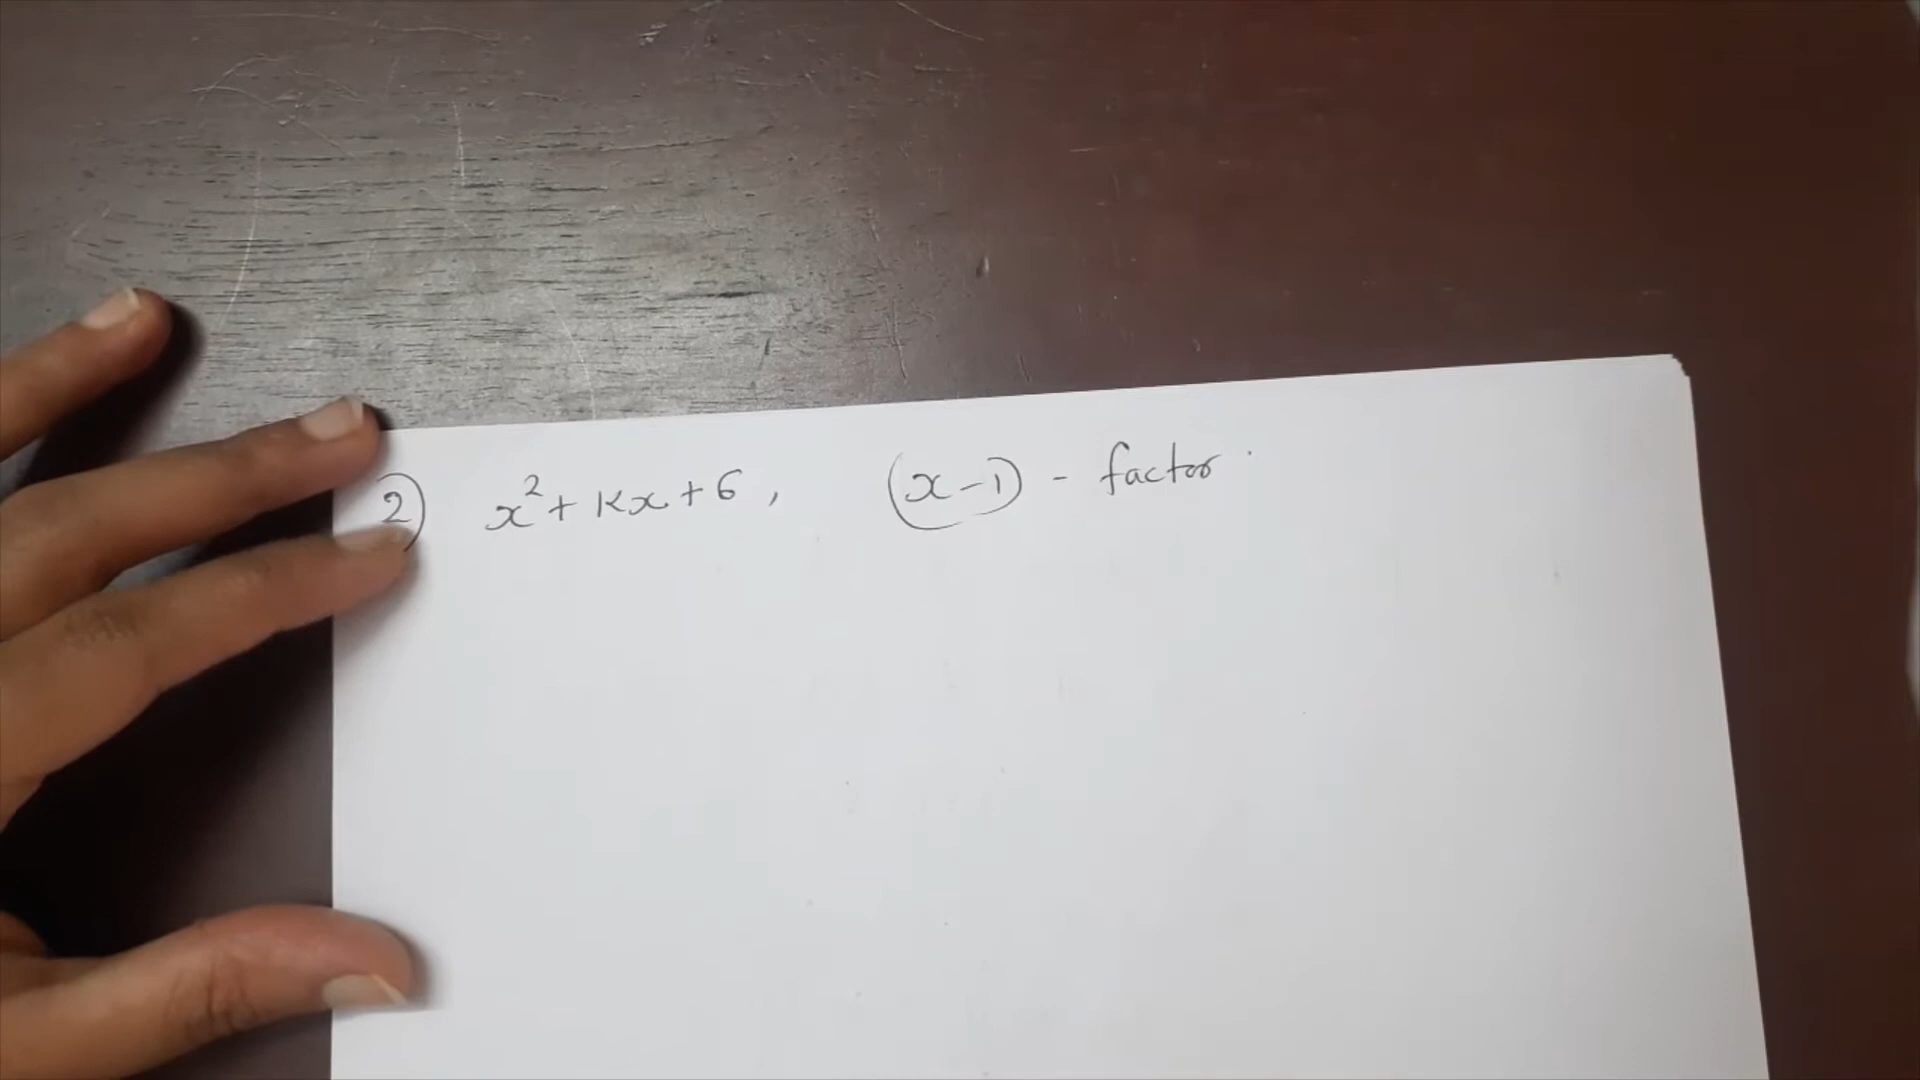 2) x² + kx + 6, (x-1) - factor.